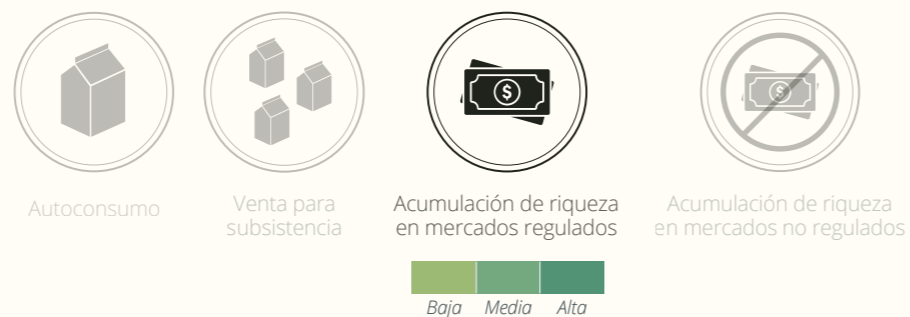 $
$
Autoconsumo
Venta para
subsistencia
Acumulación de riqueza
en mercados regulados
Acumulación de riqueza
en mercados no regulados
Baja Media Alta